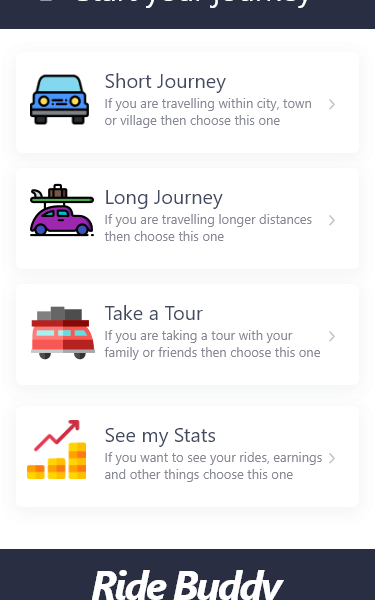 Start your Journey
Short Journey
If you are travelling within city, town
or village then choose this one
Long Journey
If you are travelling longer distances
then choose this one
Take a Tour
If you are taking a tour with your
family or friends then choose this one
See my Stats
If you want to see your rides, earnings
and other things choose this one
Ride Buddy